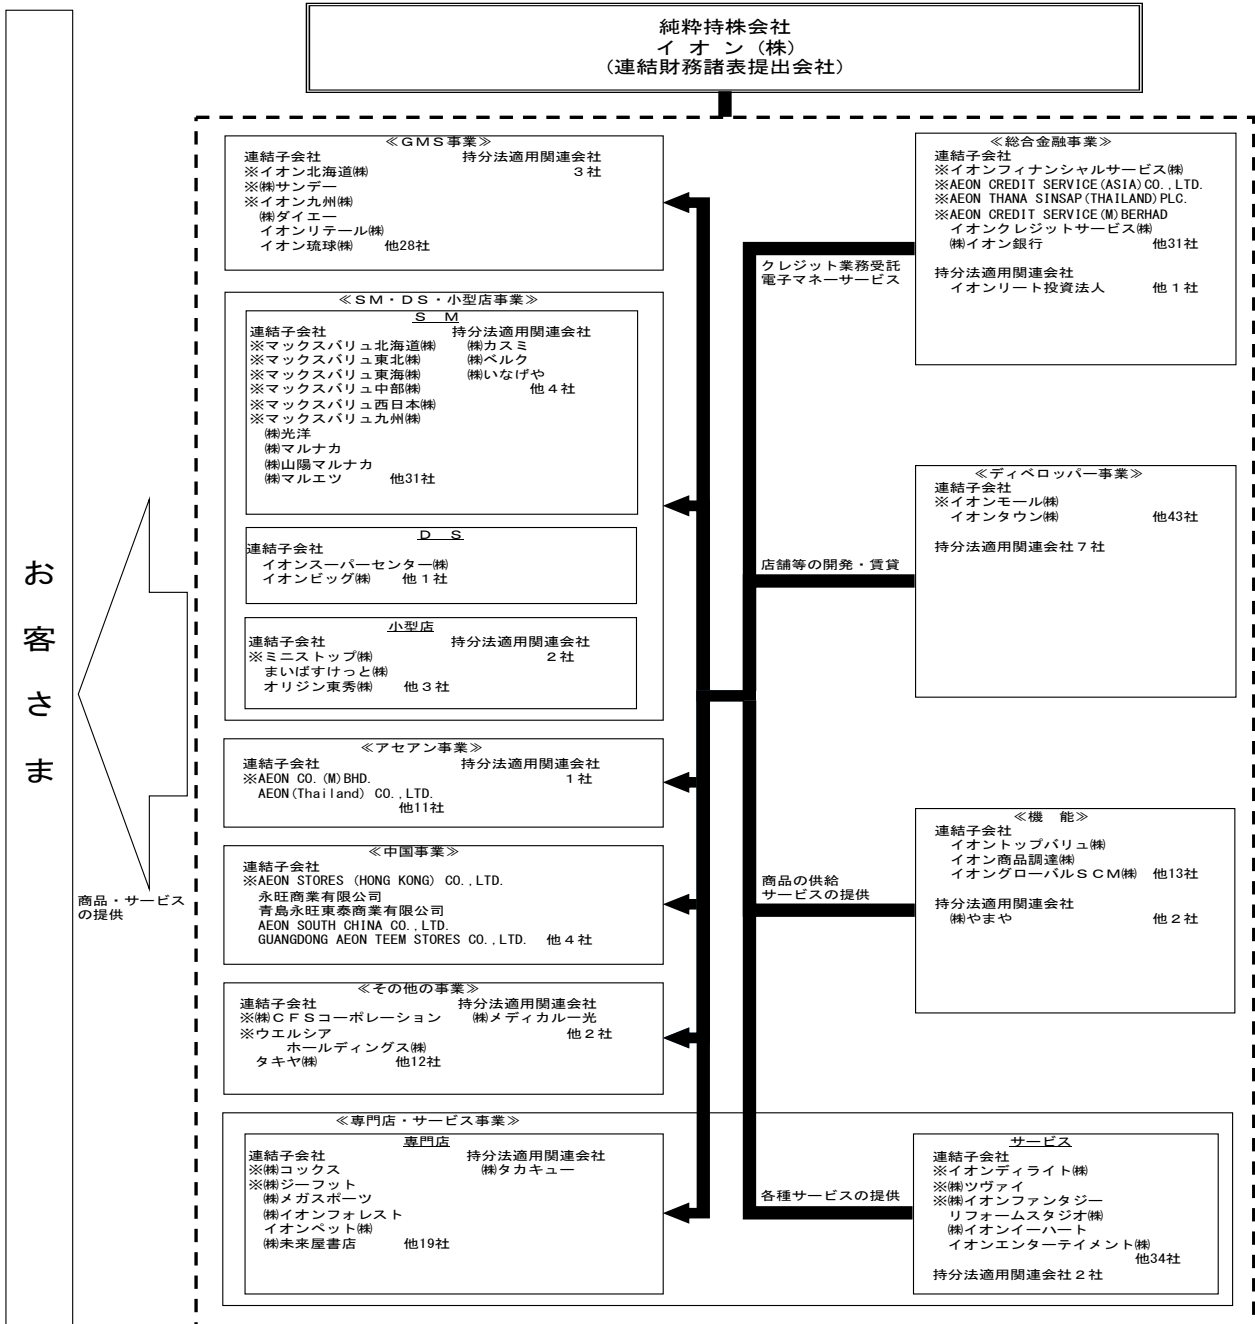 純粋持株会社
イオン(株)
(連結財務諸表提出会社)
お客さま
商品・サービス
の提供
≪GMS事業≫
連結子会社 持分法適用関連会社
※イオン北海道㈱ 3社
※㈱サンデー
※イオン九州㈱
㈱ダイエー
イオンリテール㈱
イオン琉球㈱ 他28社
≪SM・DS・小型店事業≫
SM
連結子会社 持分法適用関連会社
※マックスバリュ北海道㈱ ㈱カスミ
※マックスバリュ東北㈱ ㈱ベルク
※マックスバリュ東海㈱ ㈱いなげや
※マックスバリュ中部㈱ 他4社
※マックスバリュ西日本㈱
※マックスバリュ九州㈱
㈱光洋
㈱マルナカ
㈱山陽マルナカ
㈱マルエツ 他31社
DS
連結子会社
イオンスーパーセンター㈱
イオンビッグ㈱ 他1社
小型店
連結子会社 持分法適用関連会社
※ミニストップ㈱ 2社
まいばすけっと㈱
オリジン東秀㈱ 他3社
≪アセアン事業≫
連結子会社 持分法適用関連会社
※AEON CO.(M)BHD. 1社
AEON(Thailand) CO.,LTD.
他11社
≪中国事業≫
連結子会社
※AEON STORES (HONG KONG) CO.,LTD.
永旺商業有限公司
青島永旺東泰商業有限公司
AEON SOUTH CHINA CO.,LTD.
GUANGDONG AEON TEEM STORES CO.,LTD. 他4社
≪その他の事業≫
連結子会社 持分法適用関連会社
※㈱CFSコーポレーション ㈱メディカル一光
※ウエルシア 他2社
ホールディングス㈱
タキヤ㈱ 他12社
≪専門店・サービス事業≫
専門店
連結子会社 持分法適用関連会社
※㈱コックス ㈱タカキュー
※㈱ジーフット
㈱メガスポーツ
㈱イオンフォレスト
イオンペット㈱
㈱未来屋書店 他19社
クレジット業務受託
電子マネーサービス
店舗等の開発・賃貸
商品の供給
サービスの提供
各種サービスの提供
≪総合金融事業≫
連結子会社
※イオンフィナンシャルサービス㈱
※AEON CREDIT SERVICE(ASIA)CO.,LTD.
※AEON THANA SINSAP(THAILAND)PLC.
※AEON CREDIT SERVICE(M)BERHAD
イオンクレジットサービス㈱
㈱イオン銀行 他31社
持分法適用関連会社
イオンリート投資法人 他1社
≪ディベロッパー事業≫
連結子会社
※イオンモール㈱
イオンタウン㈱ 他43社
持分法適用関連会社7社
≪機 能≫
連結子会社
イオントップバリュ㈱
イオン商品調達㈱
イオングローバルSCM㈱ 他13社
持分法適用関連会社
㈱やまや 他2社
サービス
連結子会社
※イオンディライト㈱
※㈱ツヴァイ
※㈱イオンファンタジー
リフォームスタジオ㈱
㈱イオンイーハート
イオンエンターテイメント㈱
他34社
持分法適用関連会社2社